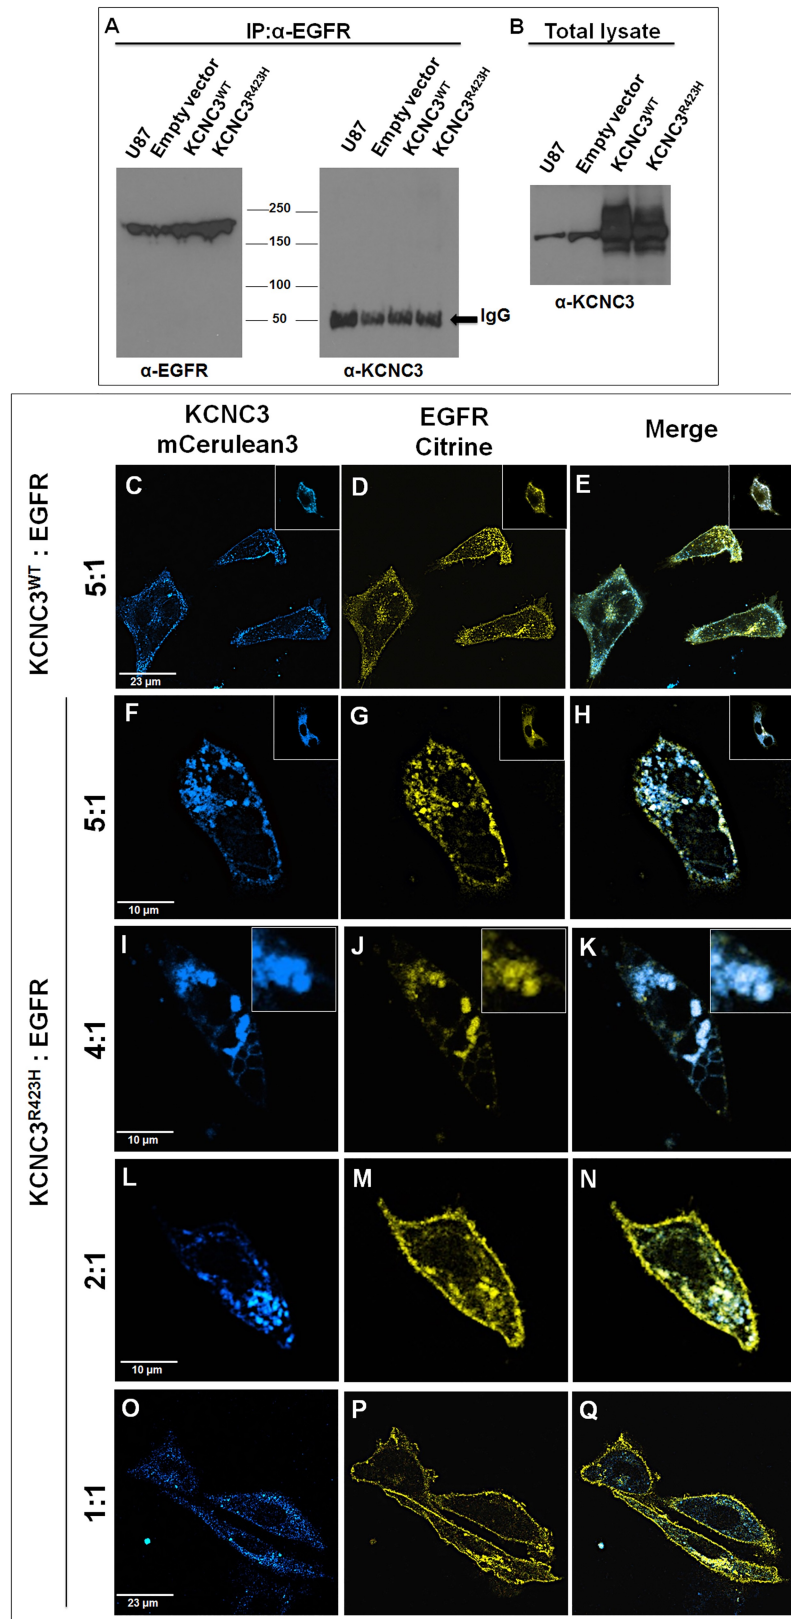 A IP:α-EGFR B Total lysate
U87 Empty vector KCNC3WT KCNC3R423H U87 Empty vector KCNC3WT KCNC3R423H U87 Empty vector KCNC3WT KCNC3R423H
250
150
100
50
IgG
α-KCNC3
α-EGFR α-KCNC3
KCNC3 EGFR Merge
mCerulean3 Citrine
KCNC3WT : EGFR
5:1
C D E
23 µm
KCNC3R423H : EGFR
5:1
F G H
10 µm
4:1
I J K
10 µm
2:1
L M N
10 µm
1:1
O P Q
23 µm